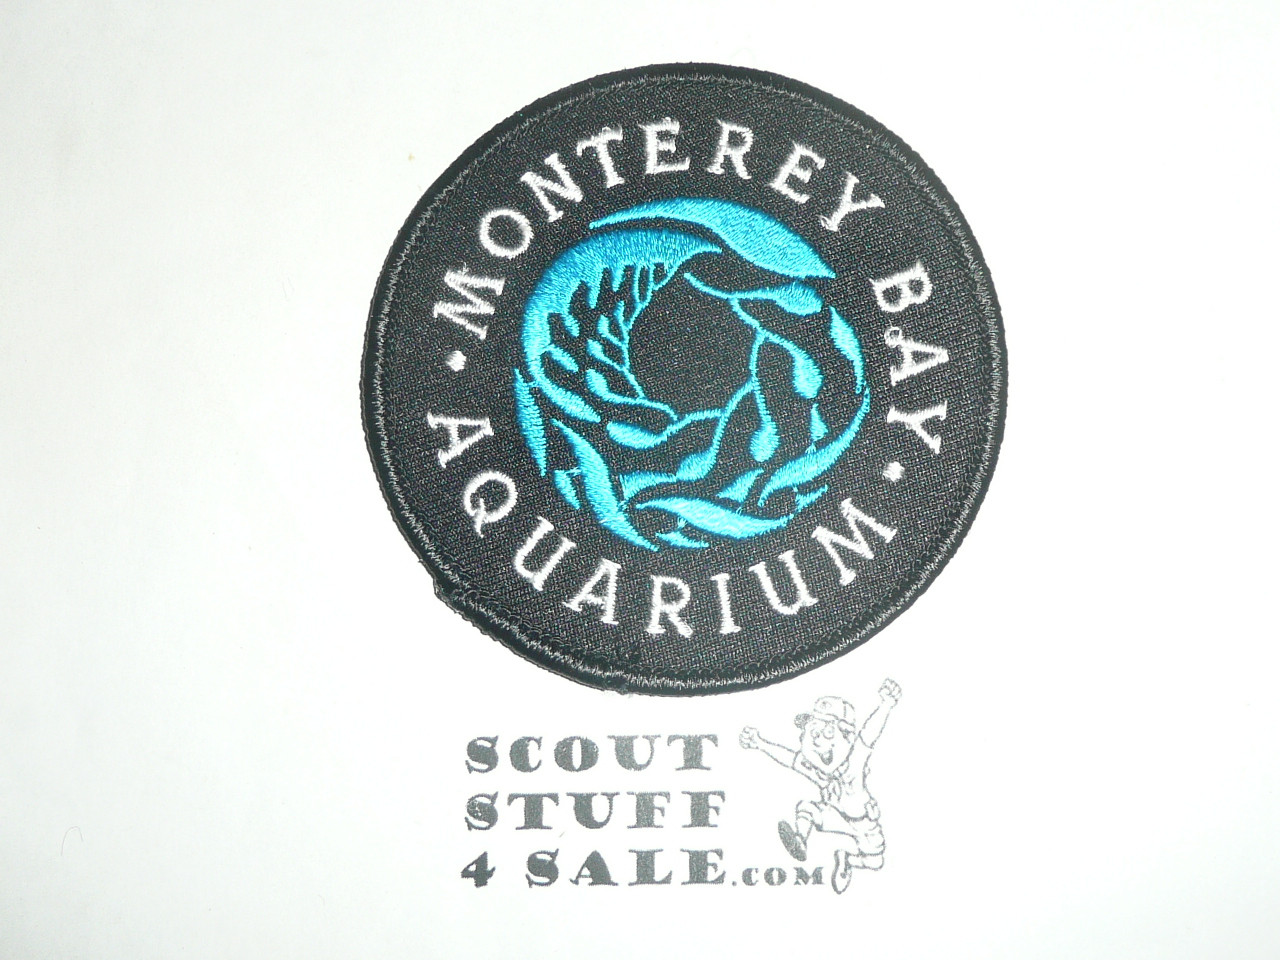 MONTEREY BAY
• AQUARIUM •
SCOUT
STUFF
4 SALE.COM